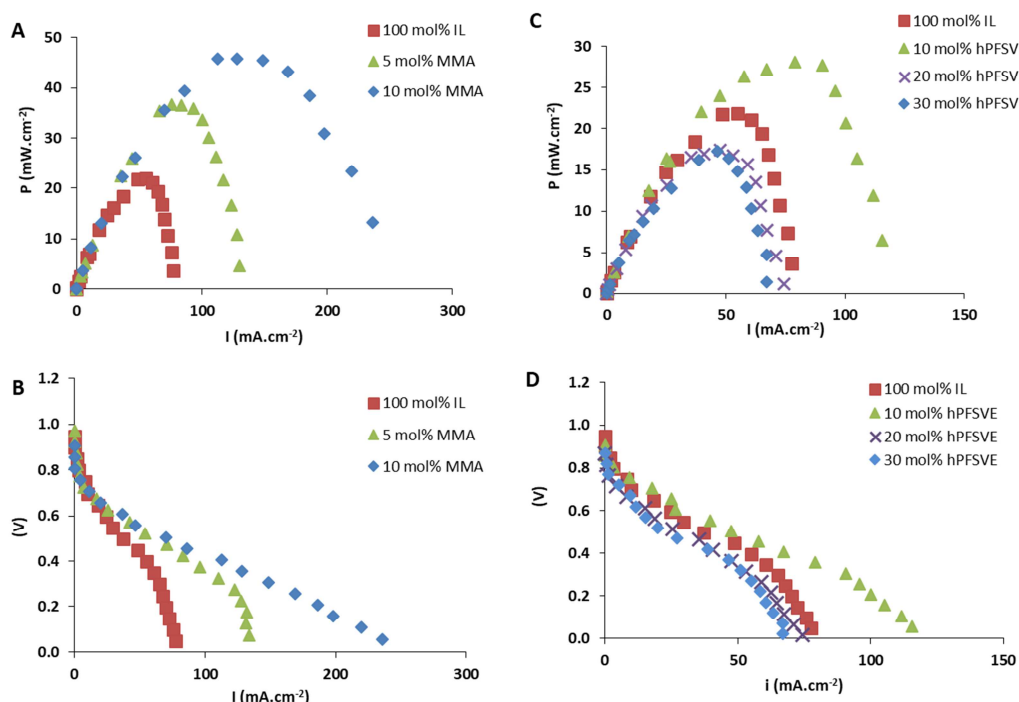 A
P (mW.cm-2)
50
40
30
20
10
0
0 100 200 300
I (mA.cm-2)
100 mol% IL
5 mol% MMA
10 mol% MMA
C
P (mW.cm-2)
30
25
20
15
10
5
0
0 50 100 150
I (mA.cm-2)
100 mol% IL
10 mol% hPFSV
20 mol% hPFSV
30 mol% hPFSV
B
(V)
1.2
1.0
0.8
0.6
0.4
0.2
0.0
0 100 200 300
I (mA.cm-2)
100 mol% IL
5 mol% MMA
10 mol% MMA
D
(V)
1.2
1.0
0.8
0.6
0.4
0.2
0.0
0 50 100 150
i (mA.cm-2)
100 mol% IL
10 mol% hPFSVE
20 mol% hPFSVE
30 mol% hPFSVE